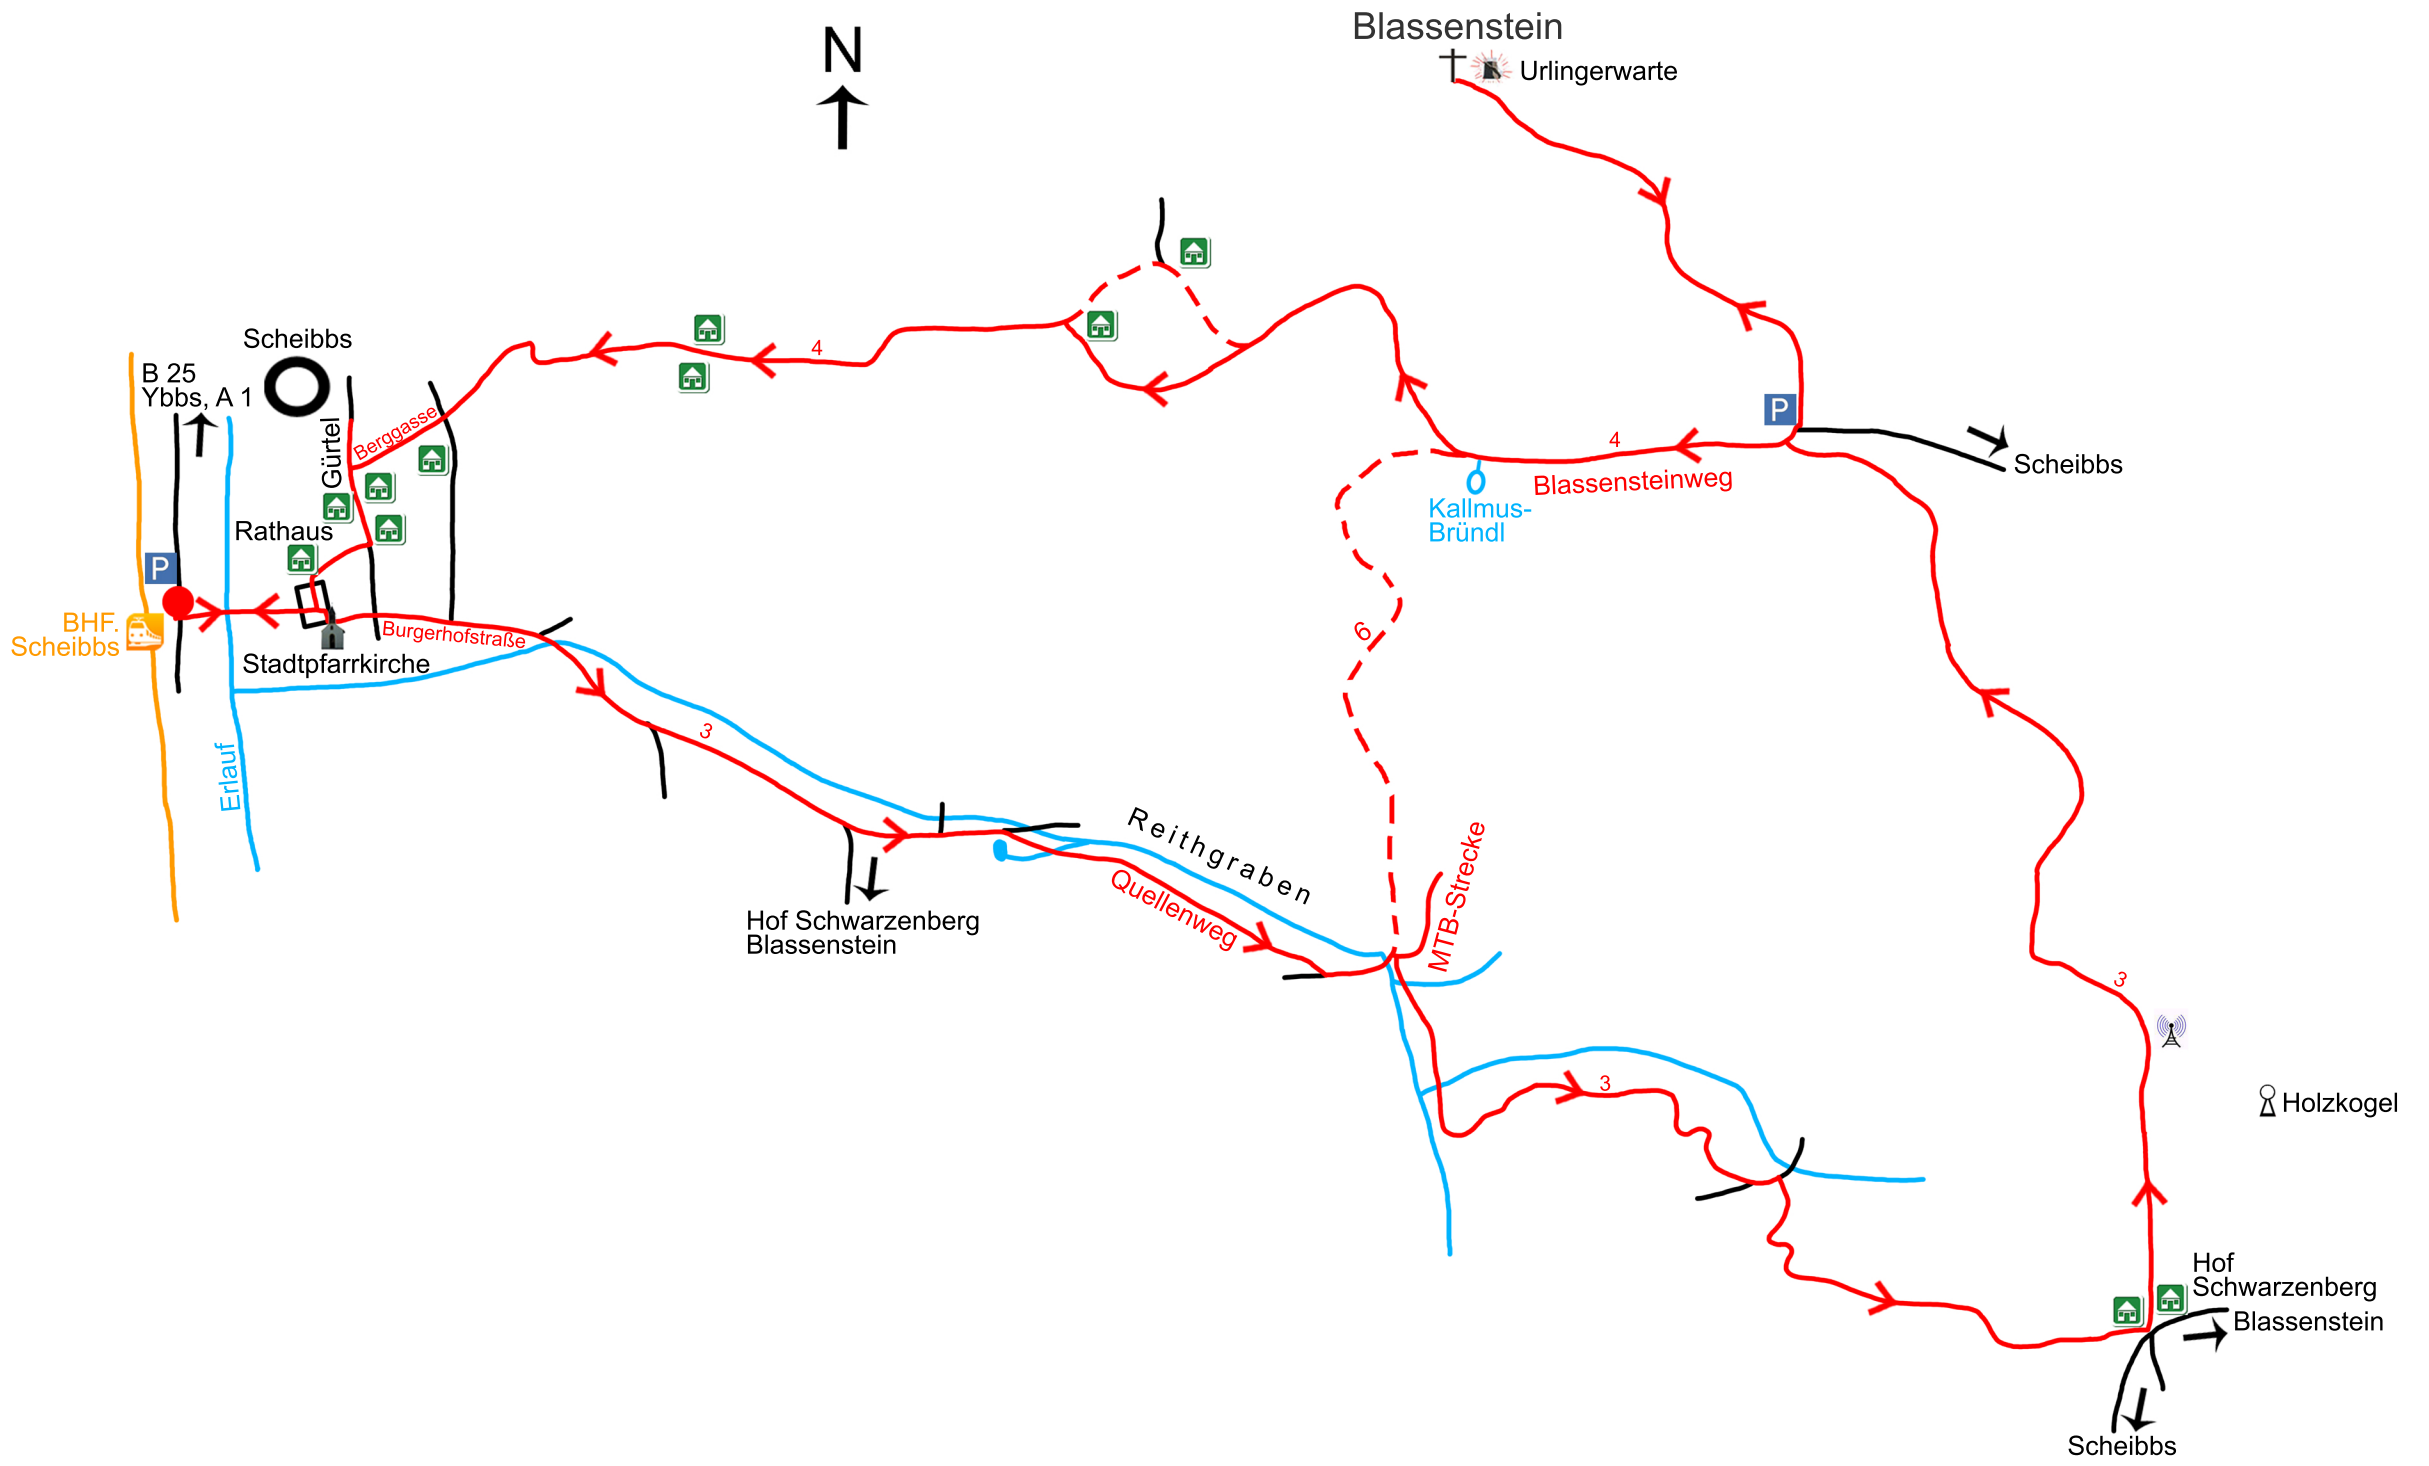 Blassenstein
N
Urlingerwarte
Scheibbs
B 25
Ybbs, A 1
4
Berggasse
Gürtel
4
Scheibbs
Blassensteinweg
Kallmus-
Bründl
Rathaus
P
P
BHF.
Scheibbs
Burgerhofstraße
6
Stadtpfarrkirche
3
Erlauf
Reithgraben
MTB-Strecke
Quellenweg
Hof Schwarzenberg
Blassenstein
3
3
Holzkogel
Hof
Schwarzenberg
Blassenstein
Scheibbs